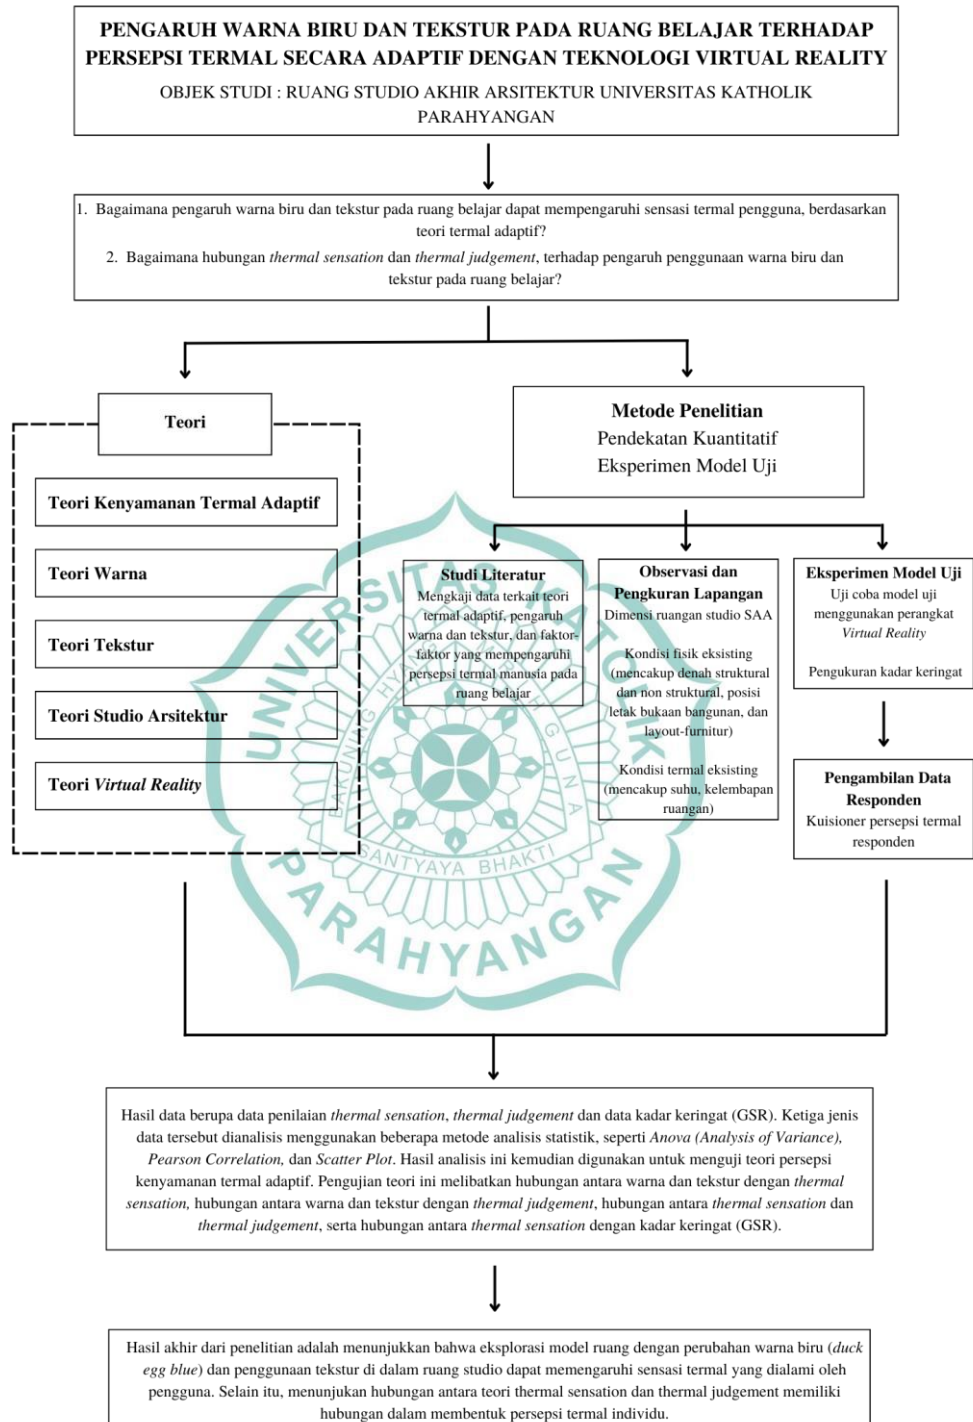 PENGARUH WARNA BIRU DAN TEKSTUR PADA RUANG BELAJAR TERHADAP
PERSEPSI TERMAL SECARA ADAPTIF DENGAN TEKNOLOGI VIRTUAL REALITY
OBJEK STUDI : RUANG STUDIO AKHIR ARSITEKTUR UNIVERSITAS KATHOLIK
PARAHYANGAN
1. Bagaimana pengaruh warna biru dan tekstur pada ruang belajar dapat mempengaruhi sensasi termal pengguna, berdasarkan
teori termal adaptif?
2. Bagaimana hubungan thermal sensation dan thermal judgement, terhadap pengaruh penggunaan warna biru dan
tekstur pada ruang belajar?
Teori
Teori Kenyamanan Termal Adaptif
Teori Warna
Teori Tekstur
Teori Studio Arsitektur
Teori Virtual Reality
Metode Penelitian
Pendekatan Kuantitatif
Eksperimen Model Uji
Studi Literatur
Mengkaji data terkait teori
termal adaptif, pengaruh
warna dan tekstur, dan faktor-
faktor yang mempengaruhi
persepsi termal manusia pada
ruang belajar
Observasi dan
Pengkuran Lapangan
Dimensi ruangan studio SAA
Kondisi fisik eksisting
(mencakup denah struktural
dan non struktural, posisi
letak bukaan bangunan, dan
layout-furnitur)
Kondisi termal eksisting
(mencakup suhu, kelembapan
ruangan)
Eksperimen Model Uji
Uji coba model uji
menggunakan perangkat
Virtual Reality
Pengukuran kadar keringat
Pengambilan Data
Responden
Kuisioner persepsi termal
responden
UNIVERSITAS KATOLIK
PARAHYANGAN
BAKUNING HYANG MRIH GUNA
SANTYAYA BHAKTI
Hasil data berupa data penilaian thermal sensation, thermal judgement dan data kadar keringat (GSR). Ketiga jenis
data tersebut dianalisis menggunakan beberapa metode analisis statistik, seperti Anova (Analysis of Variance),
Pearson Correlation, dan Scatter Plot. Hasil analisis ini kemudian digunakan untuk menguji teori persepsi
kenyamanan termal adaptif. Pengujian teori ini melibatkan hubungan antara warna dan tekstur dengan thermal
sensation, hubungan antara warna dan tekstur dengan thermal judgement, hubungan antara thermal sensation dan
thermal judgement, serta hubungan antara thermal sensation dengan kadar keringat (GSR).
Hasil akhir dari penelitian adalah menunjukkan bahwa eksplorasi model ruang dengan perubahan warna biru (duck
egg blue) dan penggunaan tekstur di dalam ruang studio dapat memengaruhi sensasi termal yang dialami oleh
pengguna. Selain itu, menunjukan hubungan antara teori thermal sensation dan thermal judgement memiliki
hubungan dalam membentuk persepsi termal individu.